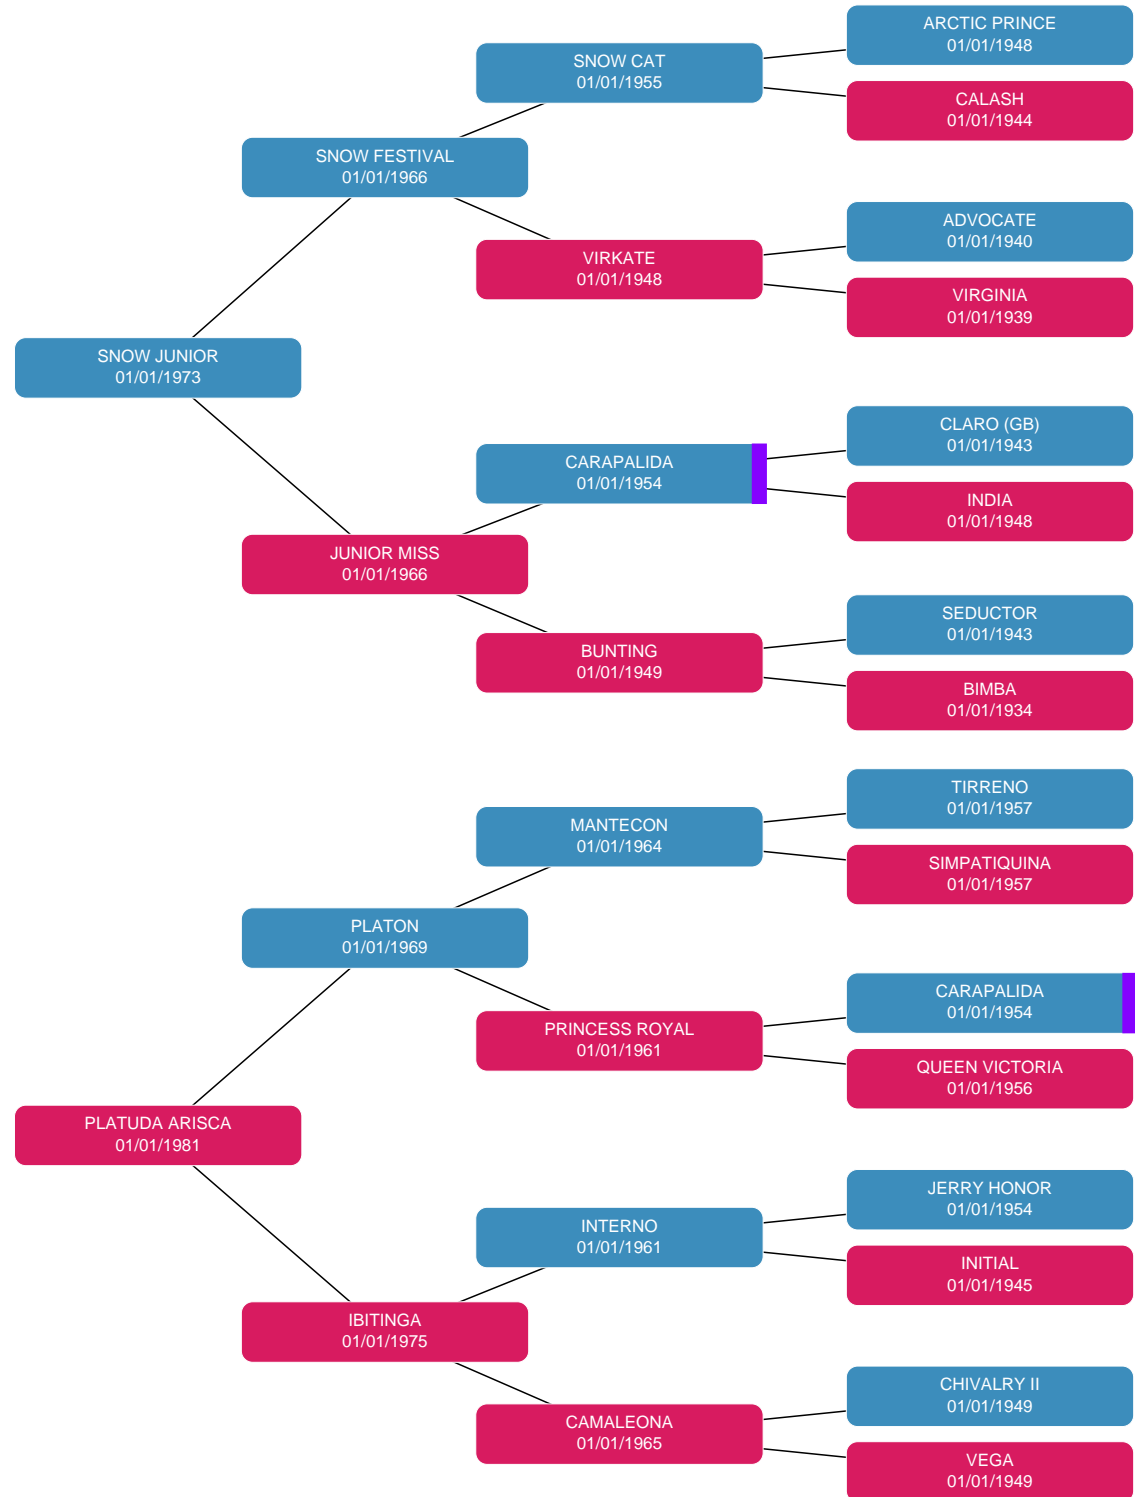 ARCTIC PRINCE
01/01/1948
SNOW CAT
01/01/1955
CALASH
01/01/1944
SNOW FESTIVAL
01/01/1966
ADVOCATE
01/01/1940
VIRKATE
01/01/1948
VIRGINIA
01/01/1939
SNOW JUNIOR
01/01/1973
CLARO (GB)
01/01/1943
CARAPALIDA
01/01/1954
INDIA
01/01/1948
JUNIOR MISS
01/01/1966
SEDUCTOR
01/01/1943
BUNTING
01/01/1949
BIMBA
01/01/1934
TIRRENO
01/01/1957
MANTECON
01/01/1964
SIMPATIQUINA
01/01/1957
PLATON
01/01/1969
CARAPALIDA
01/01/1954
PRINCESS ROYAL
01/01/1961
QUEEN VICTORIA
01/01/1956
PLATUDA ARISCA
01/01/1981
JERRY HONOR
01/01/1954
INTERNO
01/01/1961
INITIAL
01/01/1945
IBITINGA
01/01/1975
CHIVALRY II
01/01/1949
CAMALEONA
01/01/1965
VEGA
01/01/1949